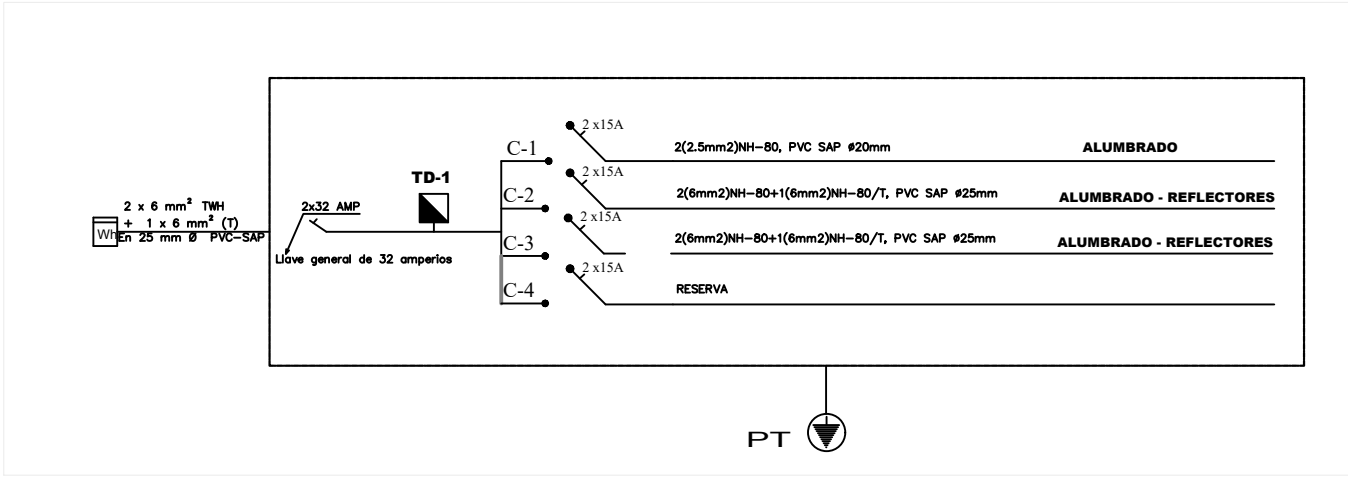 2 x 6 mm² TWH
+ 1 x 6 mm² (T)
En 25 mm Ø PVC-SAP
Wh
2x32 AMP
Llave general de 32 amperios
TD-1
C-1
2 x15A
2(2.5mm2)NH-80, PVC SAP ø20mm
ALUMBRADO
C-2
2 x15A
2(6mm2)NH-80+1(6mm2)NH-80/T, PVC SAP ø25mm
ALUMBRADO - REFLECTORES
C-3
2 x15A
2(6mm2)NH-80+1(6mm2)NH-80/T, PVC SAP ø25mm
ALUMBRADO - REFLECTORES
C-4
2 x15A
RESERVA
PT